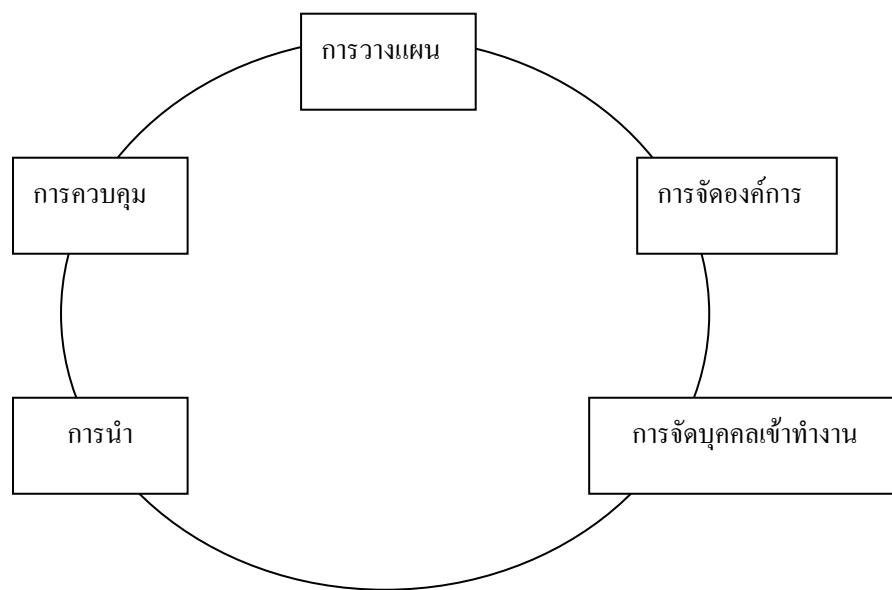 การวางแผน
การควบคุม
การจัดองค์การ
การนำ
การจัดบุคคลเข้าทำงาน